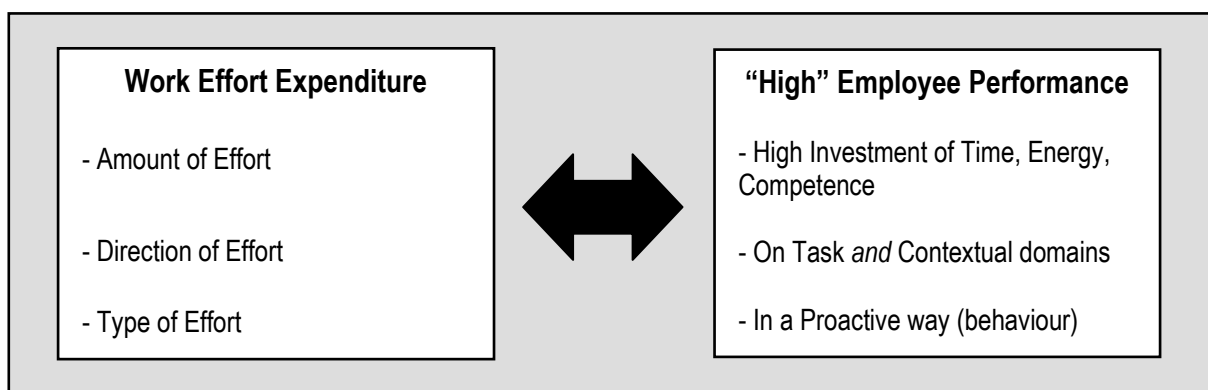 Work Effort Expenditure
- Amount of Effort
- Direction of Effort
- Type of Effort
“High” Employee Performance
- High Investment of Time, Energy,
Competence
- On Task and Contextual domains
- In a Proactive way (behaviour)